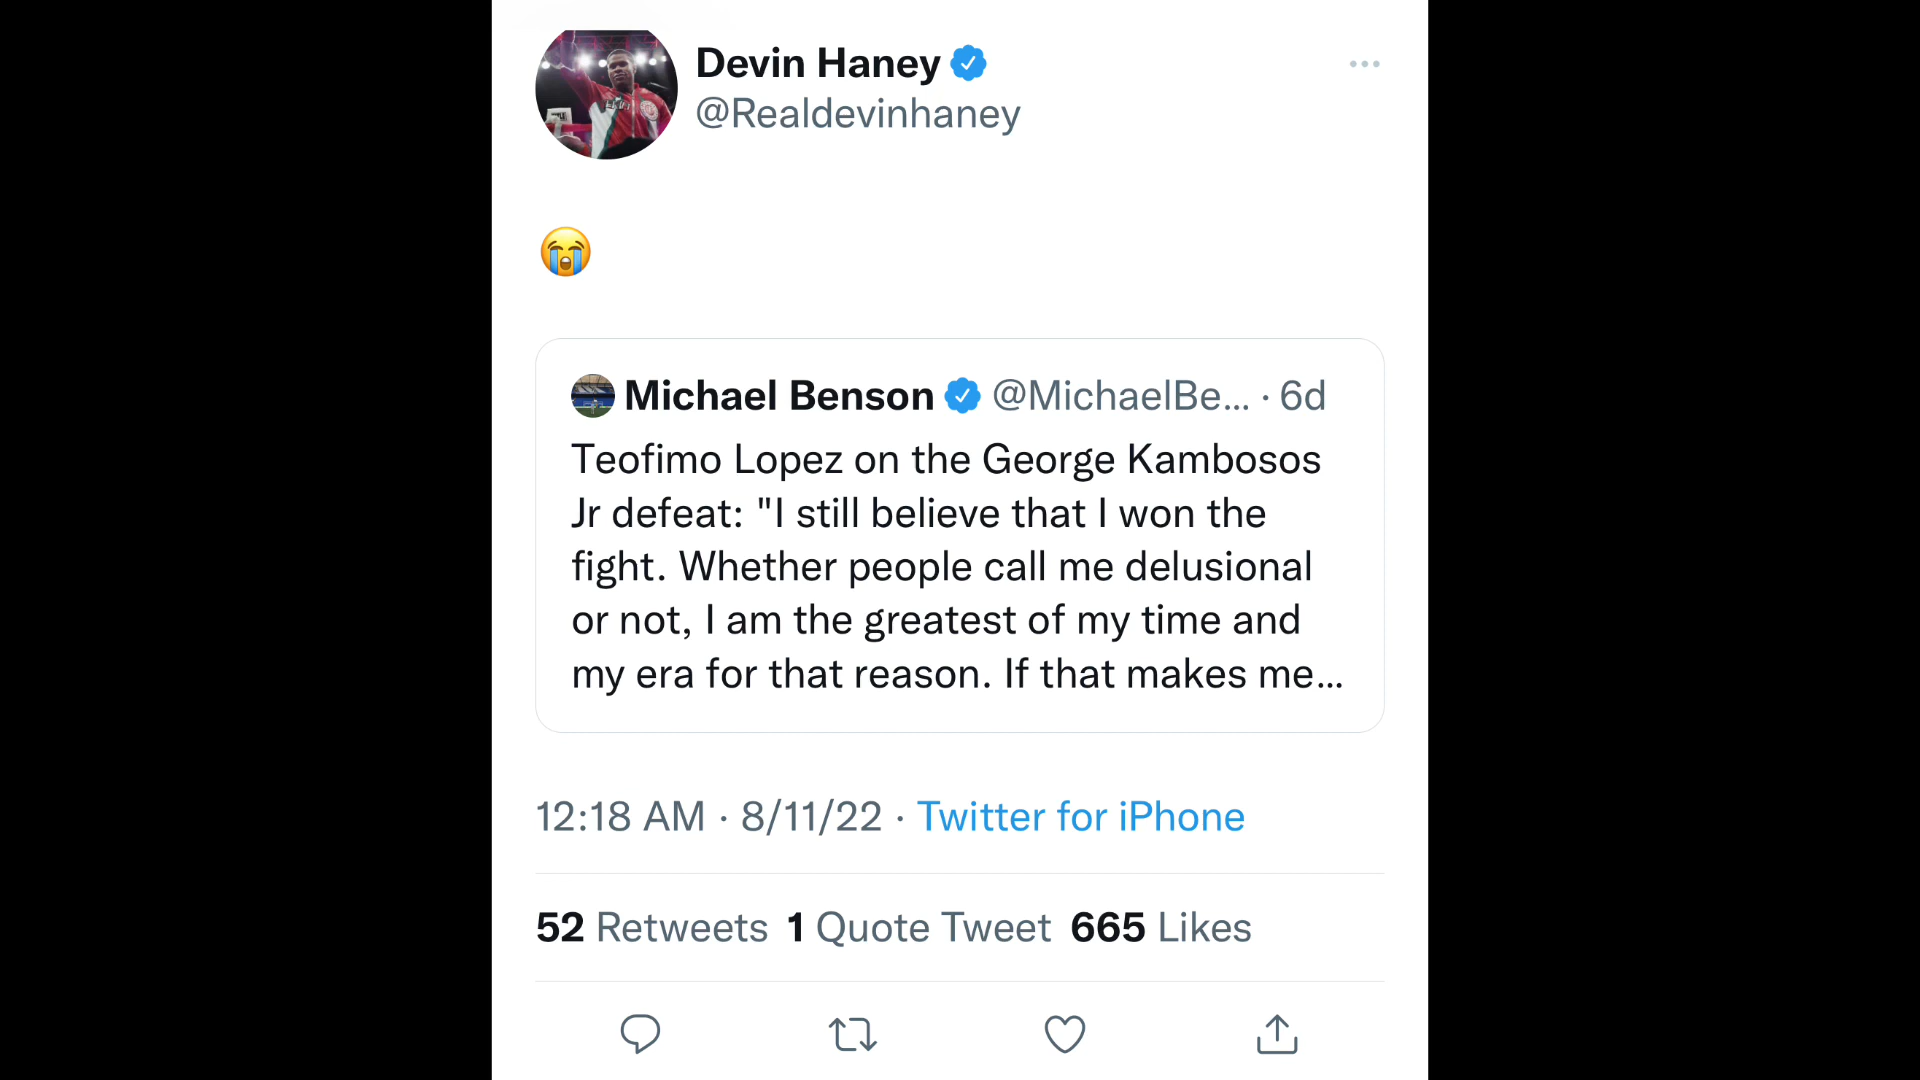 Devin Haney
@Realdevinhaney
😭
Michael Benson @MichaelBe... · 6d
Teofimo Lopez on the George Kambosos
Jr defeat: "I still believe that I won the
fight. Whether people call me delusional
or not, I am the greatest of my time and
my era for that reason. If that makes me...
12:18 AM · 8/11/22 · Twitter for iPhone
52 Retweets 1 Quote Tweet 665 Likes